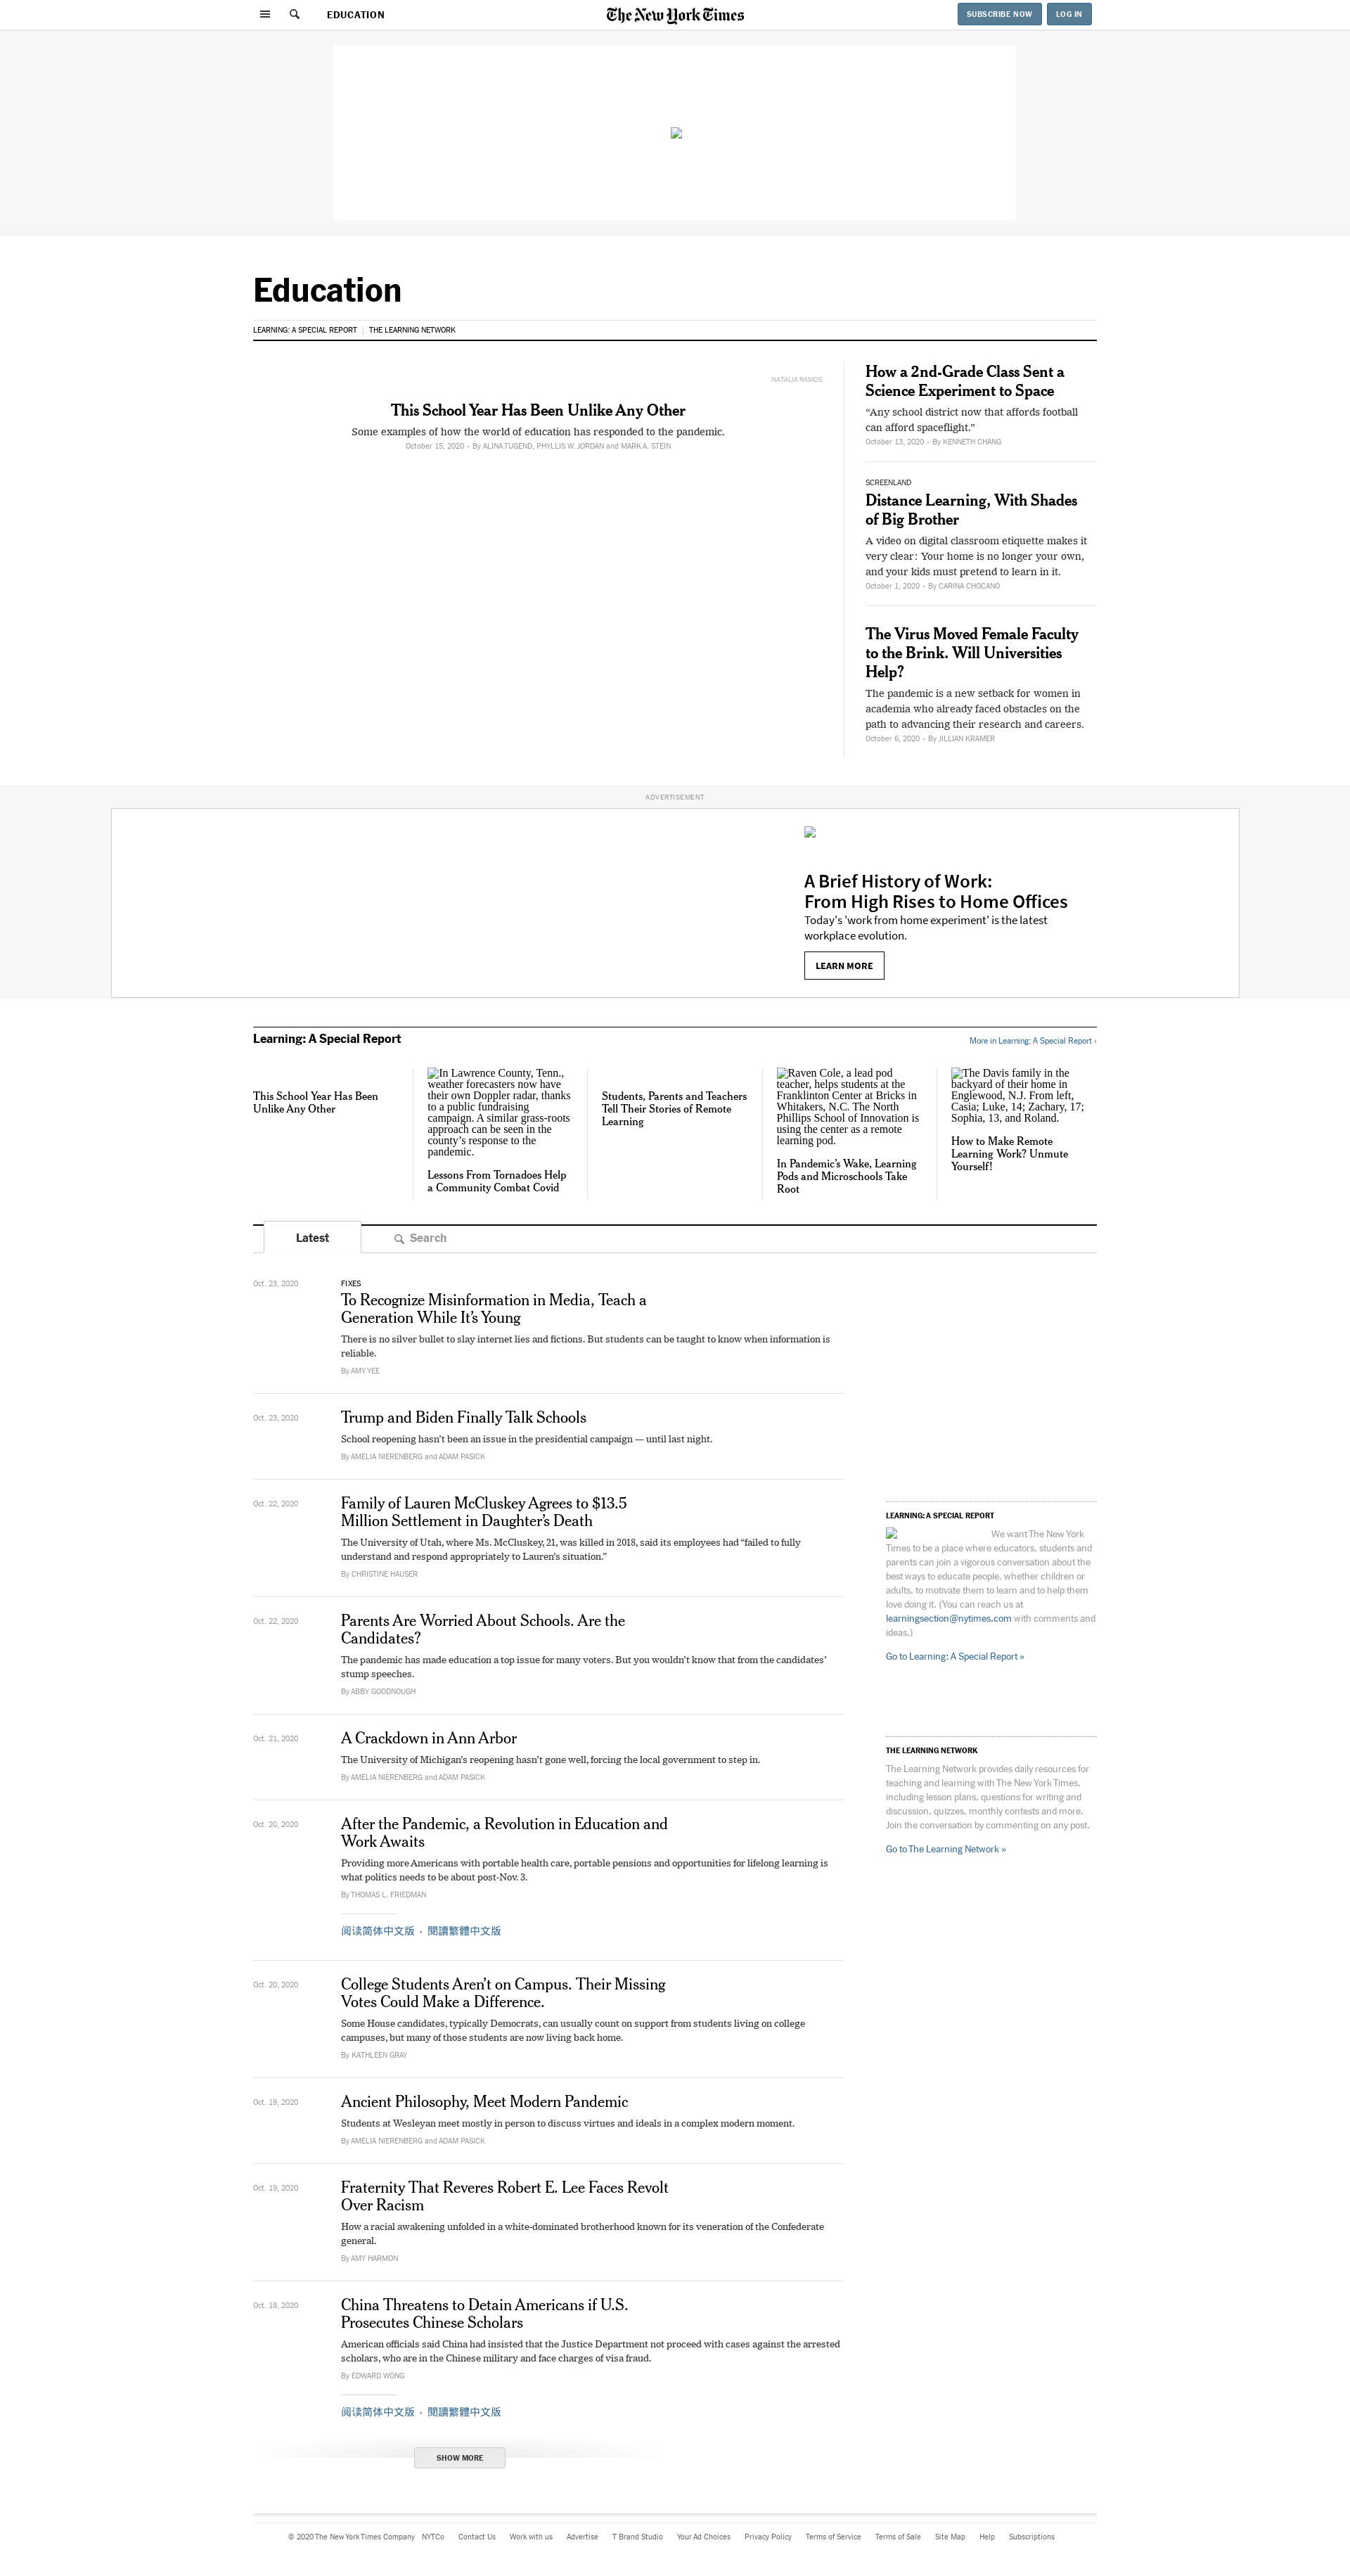 EDUCATION
The New York Times
SUBSCRIBE NOW
LOG IN
Education
LEARNING: A SPECIAL REPORT | THE LEARNING NETWORK
NATALIA RAMOS
This School Year Has Been Unlike Any Other
Some examples of how the world of education has responded to the pandemic.
October 15, 2020 - By ALINA TUGEND, PHYLLIS W. JORDAN and MARK A. STEIN
How a 2nd-Grade Class Sent a
Science Experiment to Space
“Any school district now that affords football
can afford spaceflight.”
October 13, 2020 - By KENNETH CHANG
SCREENLAND
Distance Learning, With Shades
of Big Brother
A video on digital classroom etiquette makes it
very clear: Your home is no longer your own,
and your kids must pretend to learn in it.
October 1, 2020 - By CARINA CHOCANO
The Virus Moved Female Faculty
to the Brink. Will Universities
Help?
The pandemic is a new setback for women in
academia who already faced obstacles on the
path to advancing their research and careers.
October 6, 2020 - By JILLIAN KRAMER
ADVERTISEMENT
A Brief History of Work:
From High Rises to Home Offices
Today's 'work from home experiment' is the latest
workplace evolution.
LEARN MORE
Learning: A Special Report
More in Learning: A Special Report ›
This School Year Has Been
Unlike Any Other
In Lawrence County, Tenn.,
weather forecasters now have
their own Doppler radar, thanks
to a public fundraising
campaign. A similar grass-roots
approach can be seen in the
county’s response to the
pandemic.
Lessons From Tornadoes Help
a Community Combat Covid
Students, Parents and Teachers
Tell Their Stories of Remote
Learning
Raven Cole, a lead pod
teacher, helps students at the
Franklinton Center at Bricks in
Whitakers, N.C. The North
Phillips School of Innovation is
using the center as a remote
learning pod.
In Pandemic’s Wake, Learning
Pods and Microschools Take
Root
The Davis family in the
backyard of their home in
Englewood, N.J. From left,
Casia; Luke, 14; Zachary, 17;
Sophia, 13, and Roland.
How to Make Remote
Learning Work? Unmute
Yourself!
Latest
Search
Oct. 23, 2020
FIXES
To Recognize Misinformation in Media, Teach a
Generation While It’s Young
There is no silver bullet to slay internet lies and fictions. But students can be taught to know when information is
reliable.
By AMY YEE
Oct. 23, 2020
Trump and Biden Finally Talk Schools
School reopening hasn’t been an issue in the presidential campaign — until last night.
By AMELIA NIERENBERG and ADAM PASICK
Oct. 22, 2020
Family of Lauren McCluskey Agrees to $13.5
Million Settlement in Daughter’s Death
The University of Utah, where Ms. McCluskey, 21, was killed in 2018, said its employees had “failed to fully
understand and respond appropriately to Lauren’s situation.”
By CHRISTINE HAUSER
Oct. 22, 2020
Parents Are Worried About Schools. Are the
Candidates?
The pandemic has made education a top issue for many voters. But you wouldn’t know that from the candidates’
stump speeches.
By ABBY GOODNOUGH
Oct. 21, 2020
A Crackdown in Ann Arbor
The University of Michigan’s reopening hasn’t gone well, forcing the local government to step in.
By AMELIA NIERENBERG and ADAM PASICK
Oct. 20, 2020
After the Pandemic, a Revolution in Education and
Work Awaits
Providing more Americans with portable health care, portable pensions and opportunities for lifelong learning is
what politics needs to be about post-Nov. 3.
By THOMAS L. FRIEDMAN
阅读简体中文版 • 閱讀繁體中文版
Oct. 20, 2020
College Students Aren’t on Campus. Their Missing
Votes Could Make a Difference.
Some House candidates, typically Democrats, can usually count on support from students living on college
campuses, but many of those students are now living back home.
By KATHLEEN GRAY
Oct. 19, 2020
Ancient Philosophy, Meet Modern Pandemic
Students at Wesleyan meet mostly in person to discuss virtues and ideals in a complex modern moment.
By AMELIA NIERENBERG and ADAM PASICK
Oct. 19, 2020
Fraternity That Reveres Robert E. Lee Faces Revolt
Over Racism
How a racial awakening unfolded in a white-dominated brotherhood known for its veneration of the Confederate
general.
By AMY HARMON
Oct. 18, 2020
China Threatens to Detain Americans if U.S.
Prosecutes Chinese Scholars
American officials said China had insisted that the Justice Department not proceed with cases against the arrested
scholars, who are in the Chinese military and face charges of visa fraud.
By EDWARD WONG
阅读简体中文版 • 閱讀繁體中文版
SHOW MORE
LEARNING: A SPECIAL REPORT
We want The New York
Times to be a place where educators, students and
parents can join a vigorous conversation about the
best ways to educate people, whether children or
adults, to motivate them to learn and to help them
love doing it. (You can reach us at
learningsection@nytimes.com with comments and
ideas.)
Go to Learning: A Special Report »
THE LEARNING NETWORK
The Learning Network provides daily resources for
teaching and learning with The New York Times,
including lesson plans, questions for writing and
discussion, quizzes, monthly contests and more.
Join the conversation by commenting on any post.
Go to The Learning Network »
© 2020 The New York Times Company NYTCo Contact Us Work with us Advertise T Brand Studio Your Ad Choices Privacy Policy Terms of Service Terms of Sale Site Map Help Subscriptions